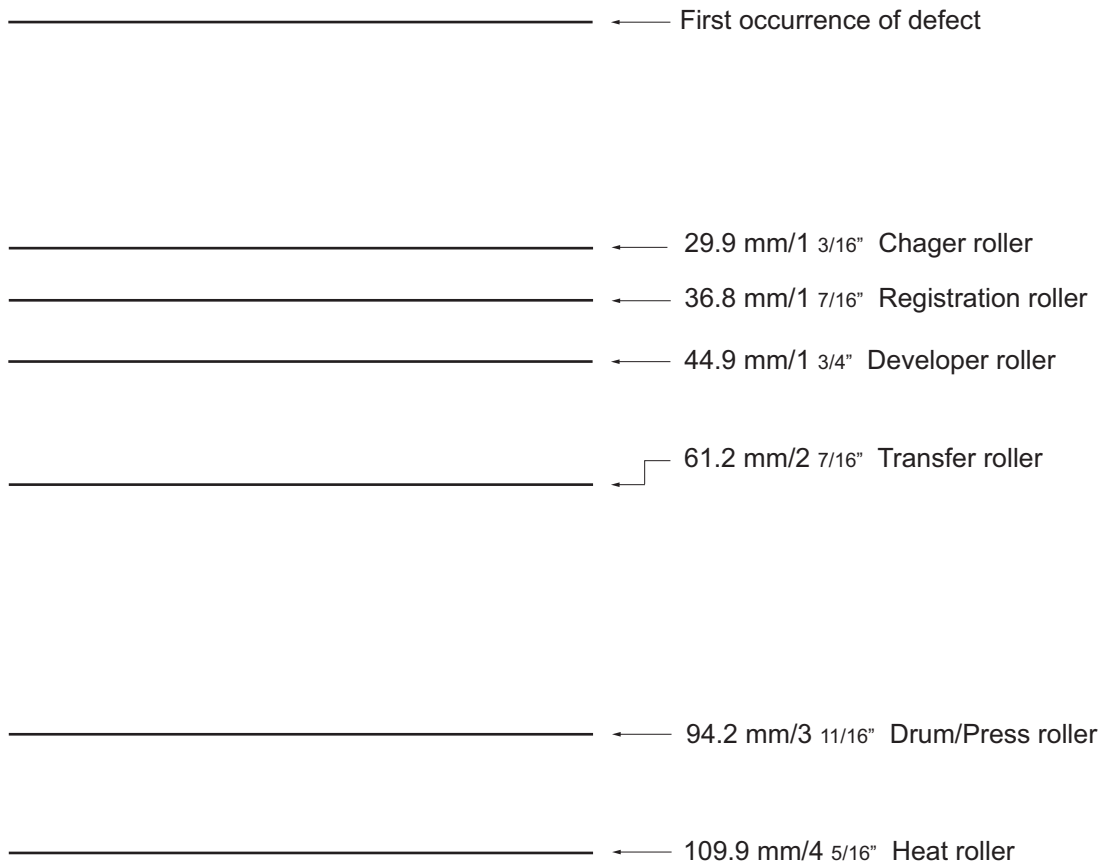 First occurrence of defect
29.9 mm/1 3/16” Chager roller
36.8 mm/1 7/16” Registration roller
44.9 mm/1 3/4” Developer roller
61.2 mm/2 7/16” Transfer roller
94.2 mm/3 11/16” Drum/Press roller
109.9 mm/4 5/16” Heat roller